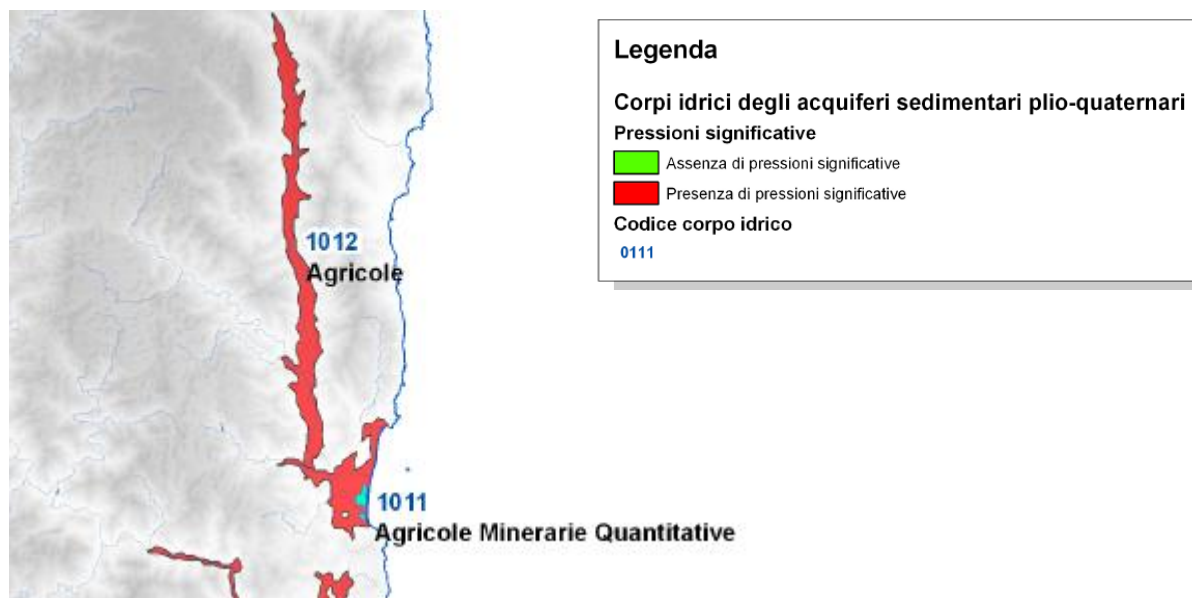 1012
Agricole
1011
Agricole Minerarie Quantitative
Legenda
Corpi idrici degli acquiferi sedimentari plio-quaternari
Pressioni significative
Assenza di pressioni significative
Presenza di pressioni significative
Codice corpo idrico
0111